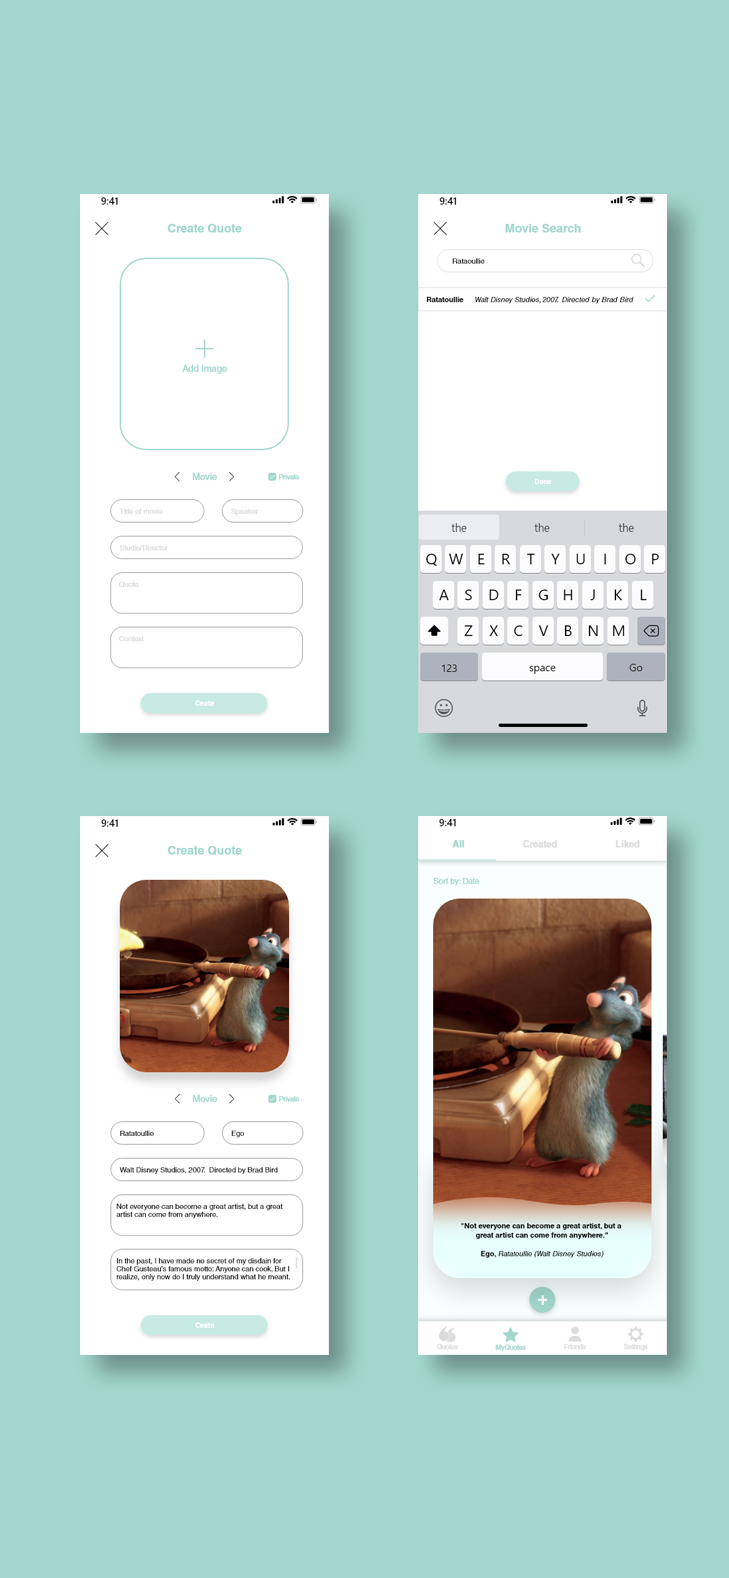 9:41
Create Quote
Add Image
Movie
Private
Title of movie
Speaker
Studio/Director
Quote
Context
Create
9:41
Movie Search
Rataoullie
Ratatoullie Walt Disney Studios, 2007. Directed by Brad Bird
Done
the the the
Q W E R T Y U I O P
A S D F G H J K L
Z X C V B N M
123 space Go
9:41
Create Quote
Movie
Private
Ratatoullie
Ego
Walt Disney Studios, 2007. Directed by Brad Bird
Not everyone can become a great artist, but a great
artist can come from anywhere.
In the past, I have made no secret of my disdain for
Chef Gusteau's famous motto: Anyone can cook. But I
realize, only now do I truly understand what he meant.
Create
9:41
All Created Liked
Sort by: Date
"Not everyone can become a great artist, but a
great artist can come from anywhere."
Ego, Ratatoullie (Walt Disney Studios)
Quotes MyQuotes Friends Settings